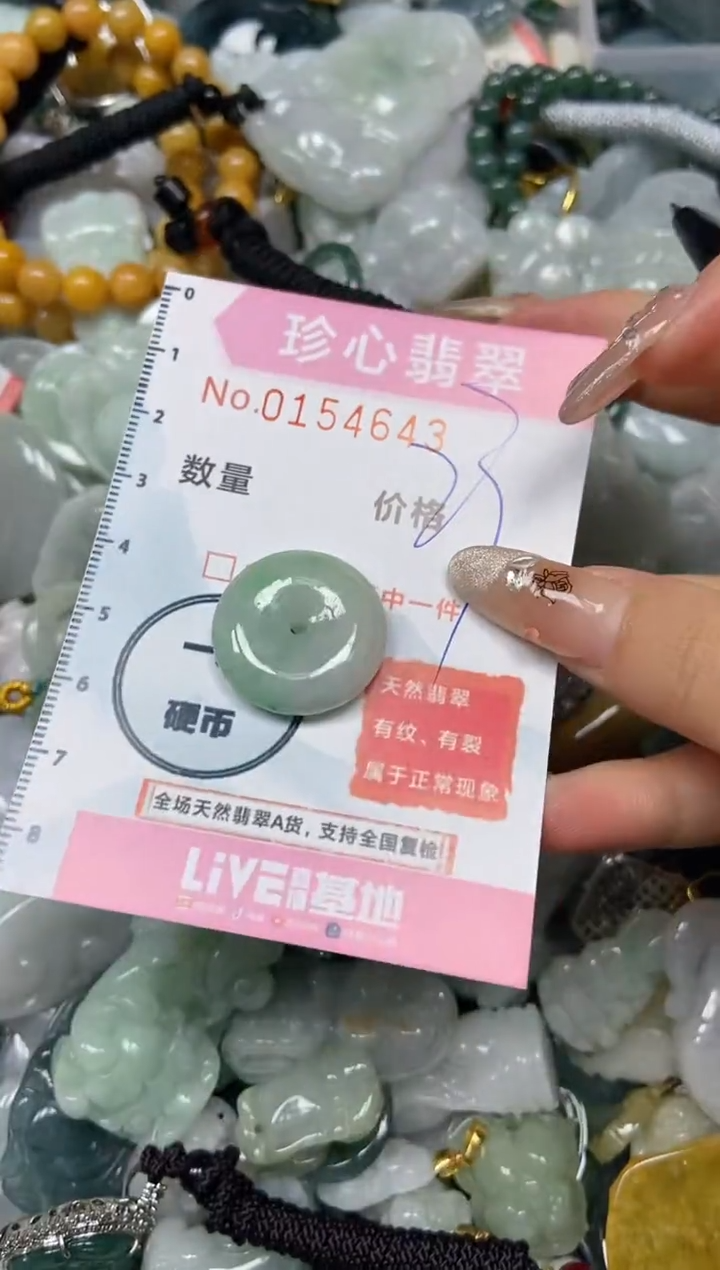 珍心翡翠
No.0154643
数量
价格
中一件
一
硬币
天然翡翠
有纹、有裂
属于正常现象
全场天然翡翠A货，支持全国复检
LiVE直播基地
0
1
2
3
4
5
6
7
8